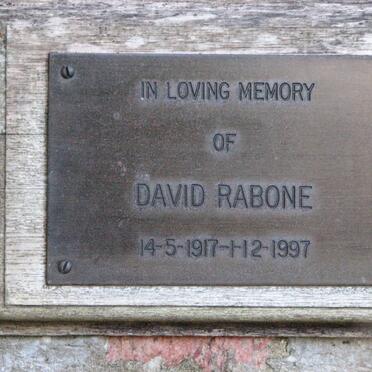 IN LOVING MEMORY
OF
DAVID RABONE
14-5-1917-1-12-1997